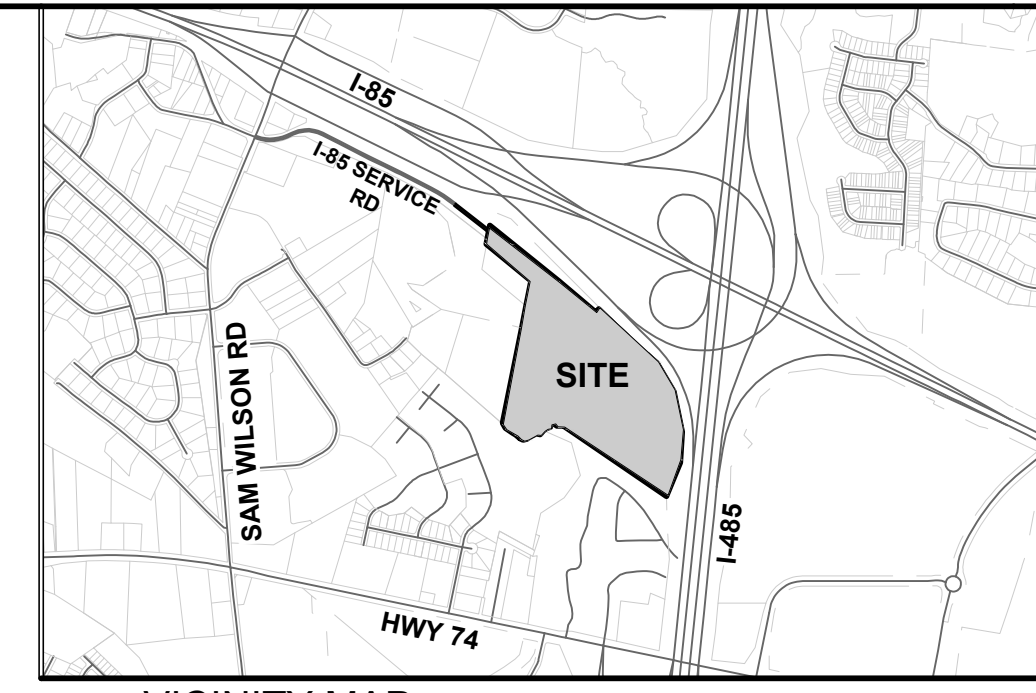 I-85
I-85 SERVICE
RD
SITE
SAM WILSON RD
I-485
HWY 74
VICINITY MAP